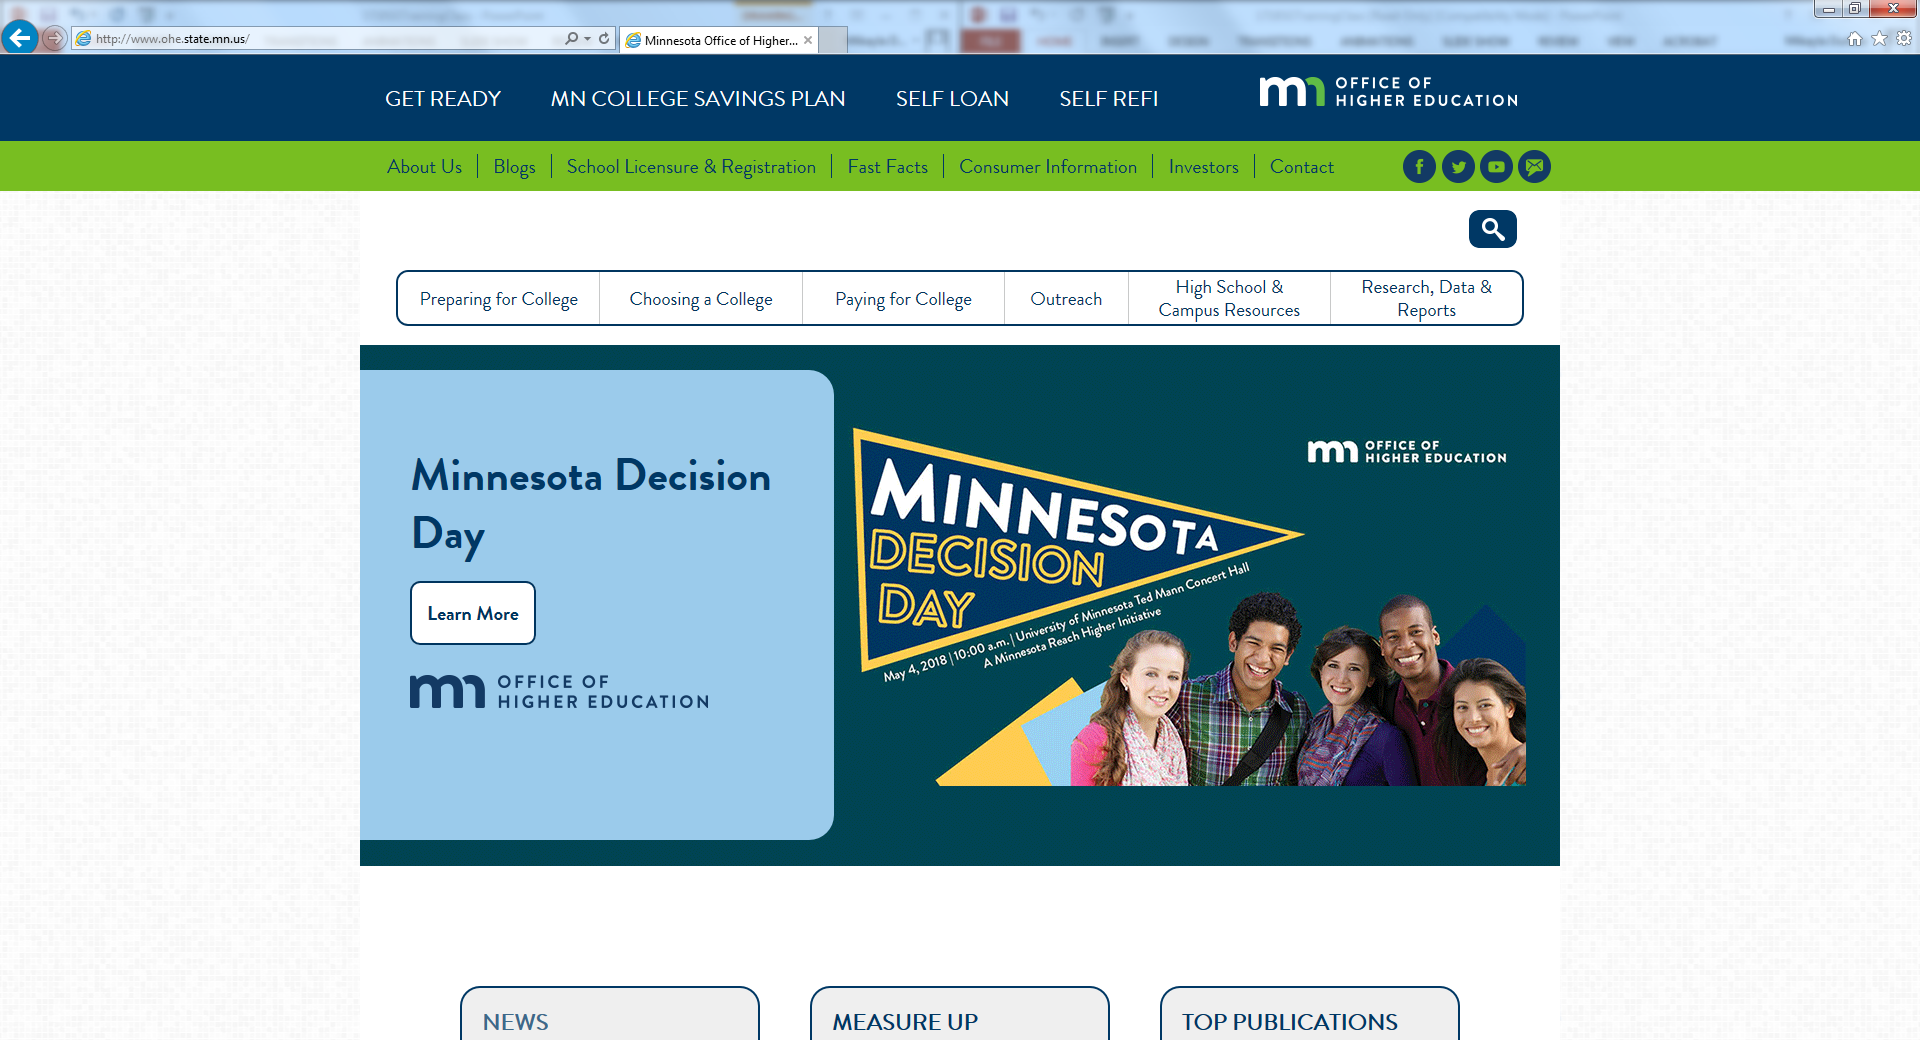 http://www.ohe.state.mn.us/
Minnesota Office of Higher...
GET READY
MN COLLEGE SAVINGS PLAN
SELF LOAN
SELF REFI
mn OFFICE OF
HIGHER EDUCATION
About Us
Blogs
School Licensure & Registration
Fast Facts
Consumer Information
Investors
Contact
Preparing for College
Choosing a College
Paying for College
Outreach
High School &
Campus Resources
Research, Data &
Reports
Minnesota Decision
Day
Learn More
mn OFFICE OF
HIGHER EDUCATION
mn OFFICE OF
HIGHER EDUCATION
MINNESOTA
DECISION
DAY
May 4, 2018 | 10:00 a.m. | University of Minnesota Ted Mann Concert Hall
A Minnesota Reach Higher Initiative
NEWS
MEASURE UP
TOP PUBLICATIONS